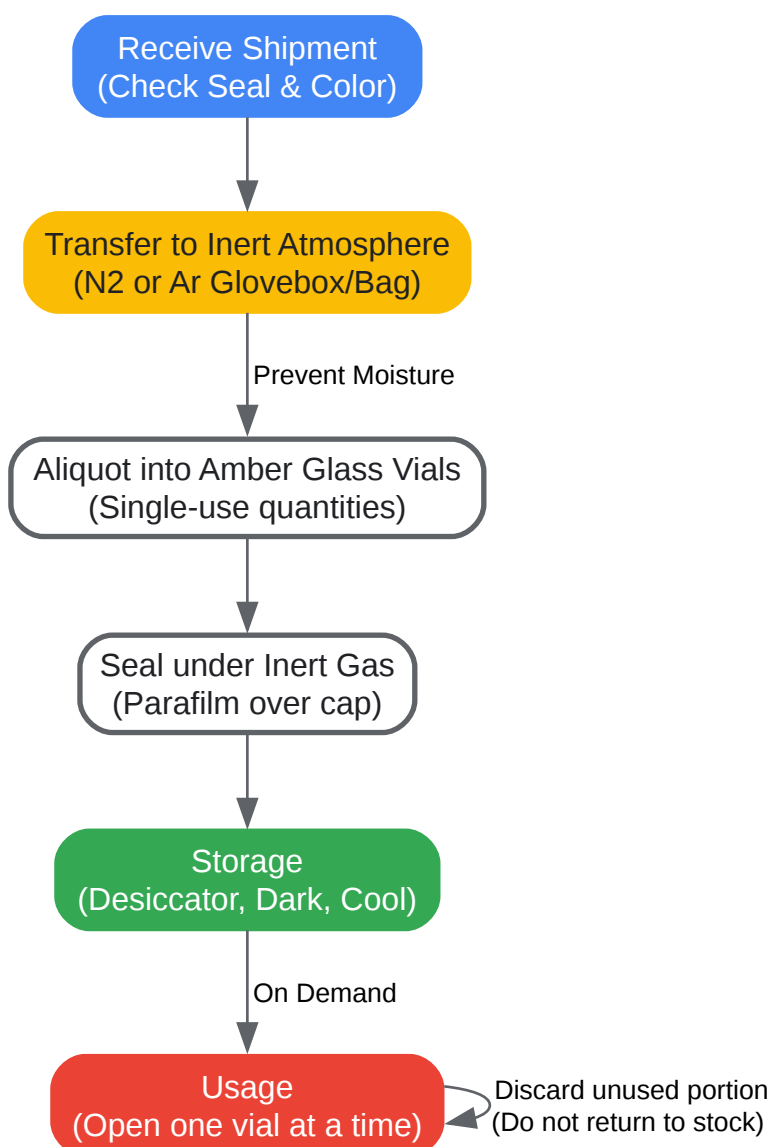 Receive Shipment
(Check Seal & Color)
Transfer to Inert Atmosphere
(N2 or Ar Glovebox/Bag)
Prevent Moisture
Aliquot into Amber Glass Vials
(Single-use quantities)
Seal under Inert Gas
(Parafilm over cap)
Storage
(Desiccator, Dark, Cool)
On Demand
Usage
(Open one vial at a time)
Discard unused portion
(Do not return to stock)